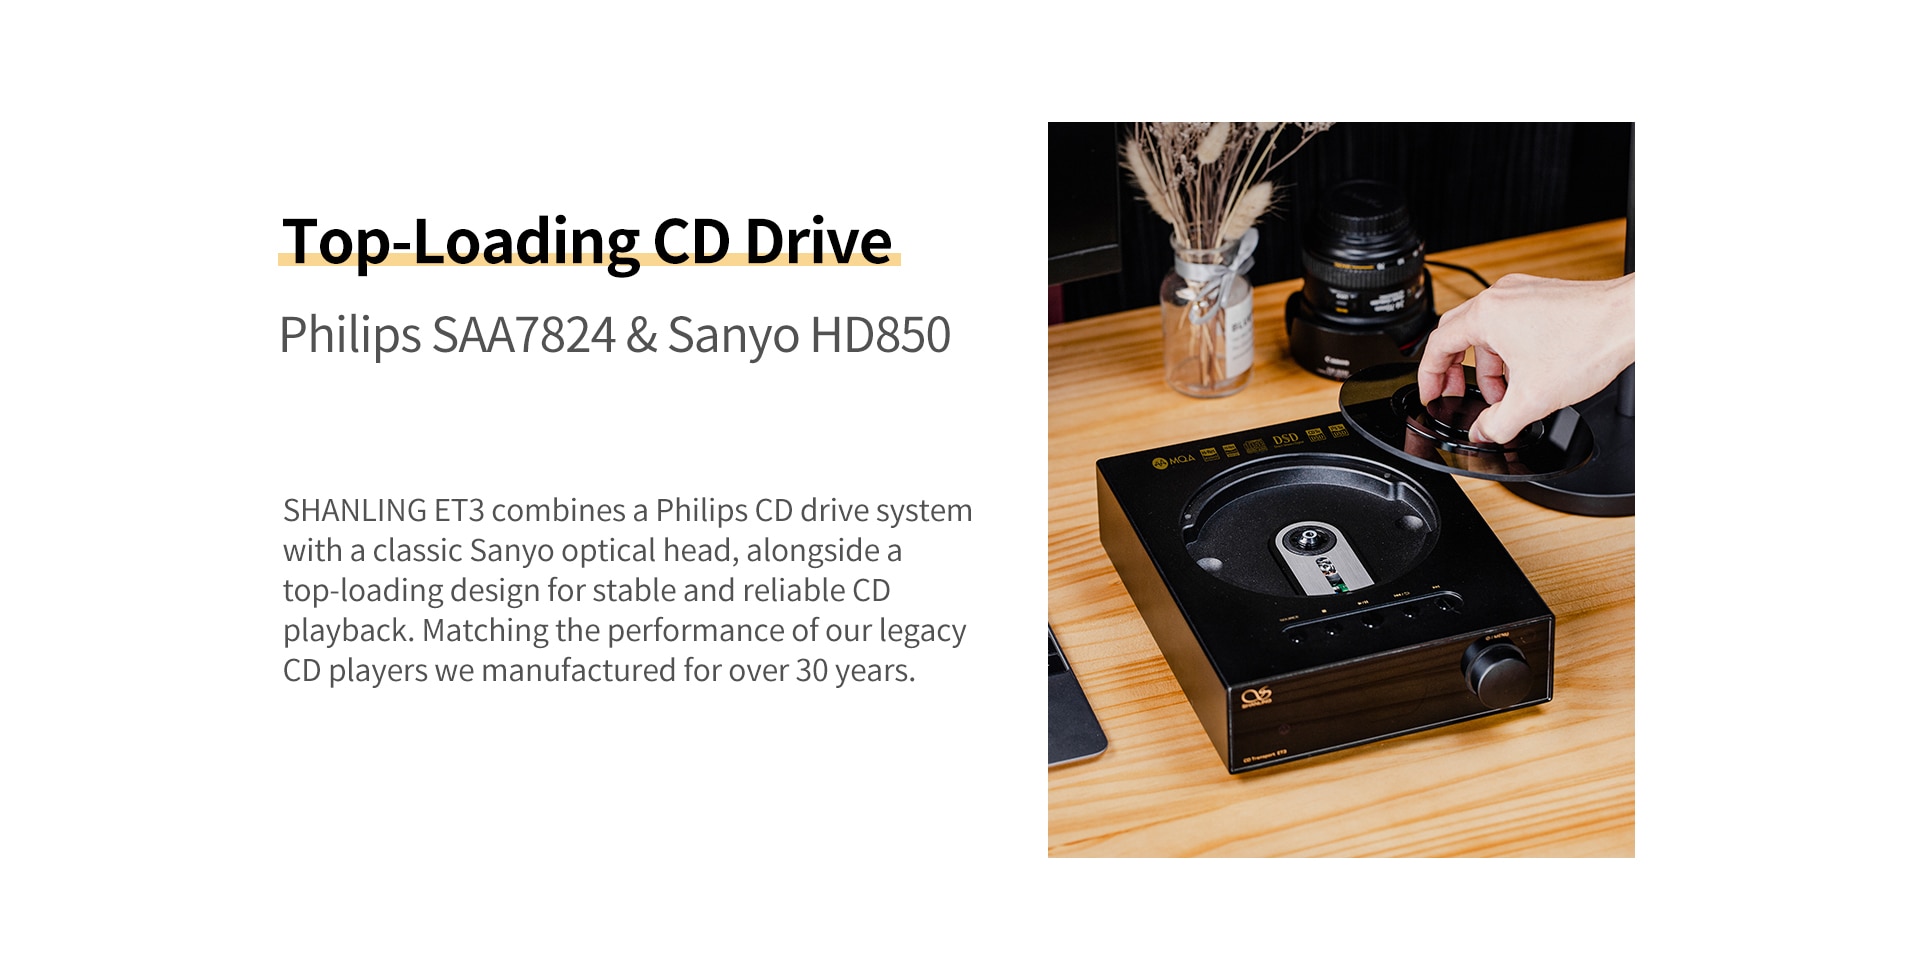 Top-Loading CD Drive
Philips SAA7824 & Sanyo HD850
SHANLING ET3 combines a Philips CD drive system
with a classic Sanyo optical head, alongside a
top-loading design for stable and reliable CD
playback. Matching the performance of our legacy
CD players we manufactured for over 30 years.
MQA
DSD
SHANLING
CD Transport ET3